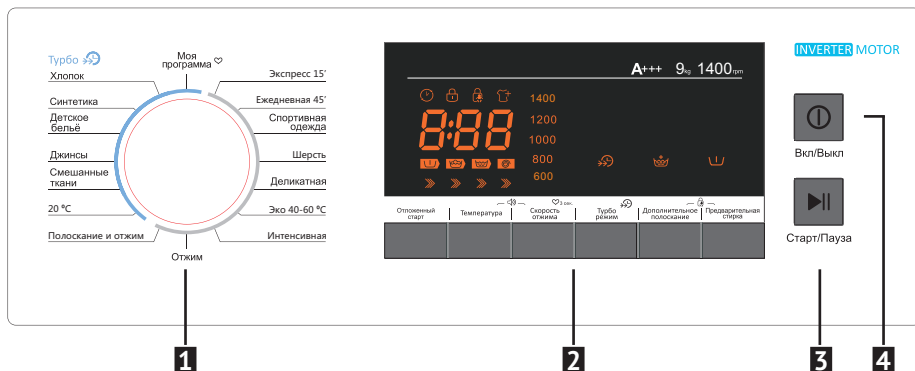 Турбо
Моя
программа
Хлопок
Синтетика
Детское
бельё
Джинсы
Смешанные
ткани
20 °C
Полоскание и отжим
Отжим
Экспресс 15'
Ежедневная 45'
Спортивная
одежда
Шерсть
Деликатная
Эко 40-60 °C
Интенсивная
A+++ 9kg 1400rpm
8:88
1400
1200
1000
800
600
3 сек.
Отложенный
старт
Температура
Скорость
отжима
Турбо
режим
Дополнительное
полоскание
Предварительная
стирка
INVERTER MOTOR
Вкл/Выкл
Старт/Пауза
1
2
3
4